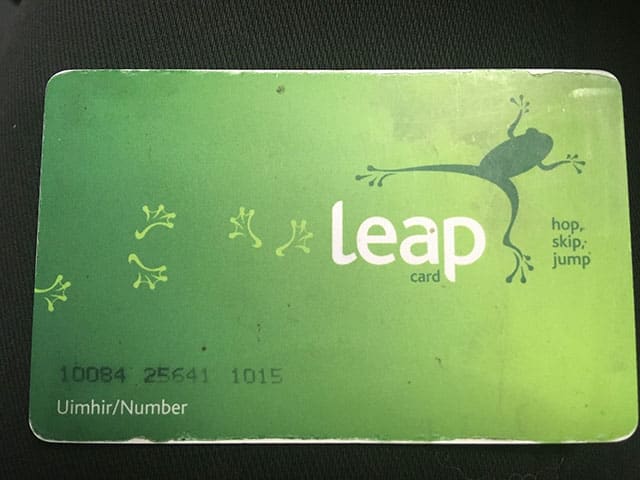 leap
card
hop,
skip,
jump
10084 25641 1015
Uimhir/Number